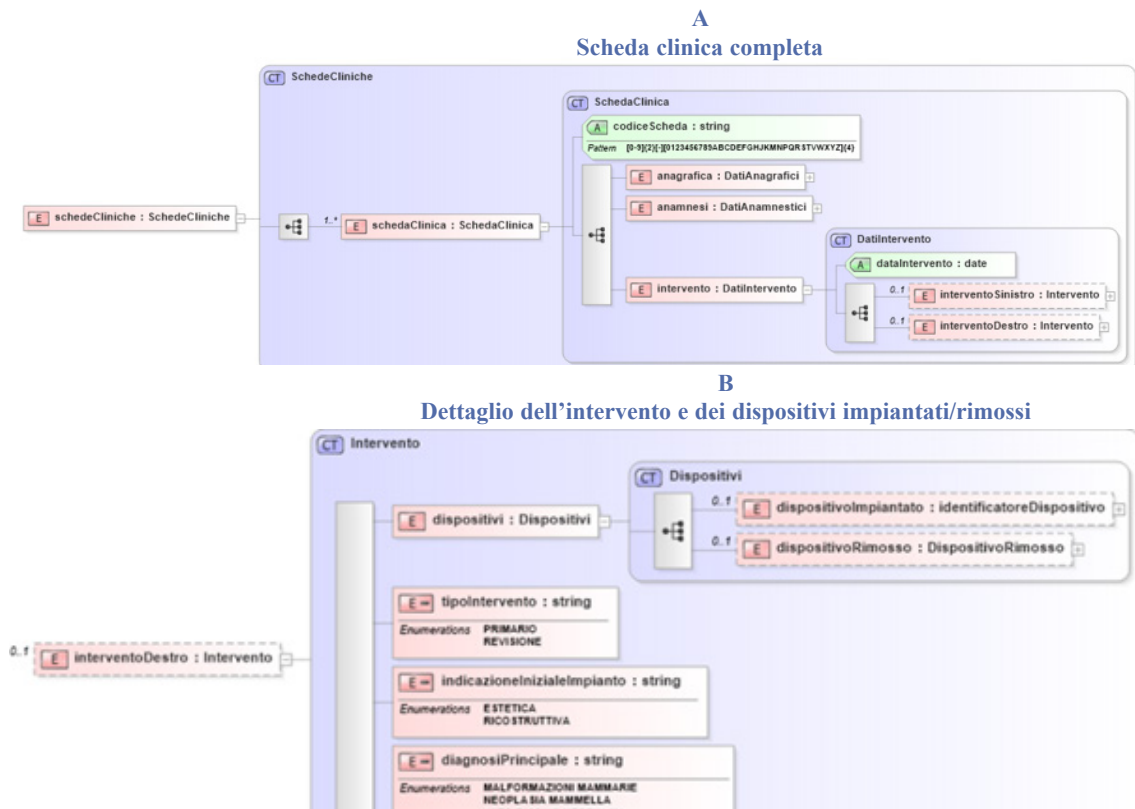 A
Scheda clinica completa
CT SchedeCliniche
CT SchedaClinica
A codiceScheda : string
Pattern [0-9]{2}[-][0123456789ABCDEFGHJKMNPQRSTVWXYZ]{4}
E anagrafica : DatiAnagrafici
E anamnesi : DatiAnamnestici
E schedeCliniche : SchedeCliniche
1..* E schedaClinica : SchedaClinica
CT DatiIntervento
A dataIntervento : date
E intervento : DatiIntervento
0..1 E interventoSinistro : Intervento
0..1 E interventoDestro : Intervento
B
Dettaglio dell’intervento e dei dispositivi impiantati/rimossi
CT Intervento
CT Dispositivi
E dispositivi : Dispositivi
0..1 E dispositivoImpiantato : identificatoreDispositivo
0..1 E dispositivoRimosso : DispositivoRimosso
E tipoIntervento : string
Enumerations PRIMARIO
REVISIONE
0..1 E interventoDestro : Intervento
E indicazioneInizialeImpianto : string
Enumerations ESTETICA
RICOSTRUTTIVA
E diagnosiPrincipale : string
Enumerations MALFORMAZIONI MAMMARIE
NEOPLASIA MAMMELLA